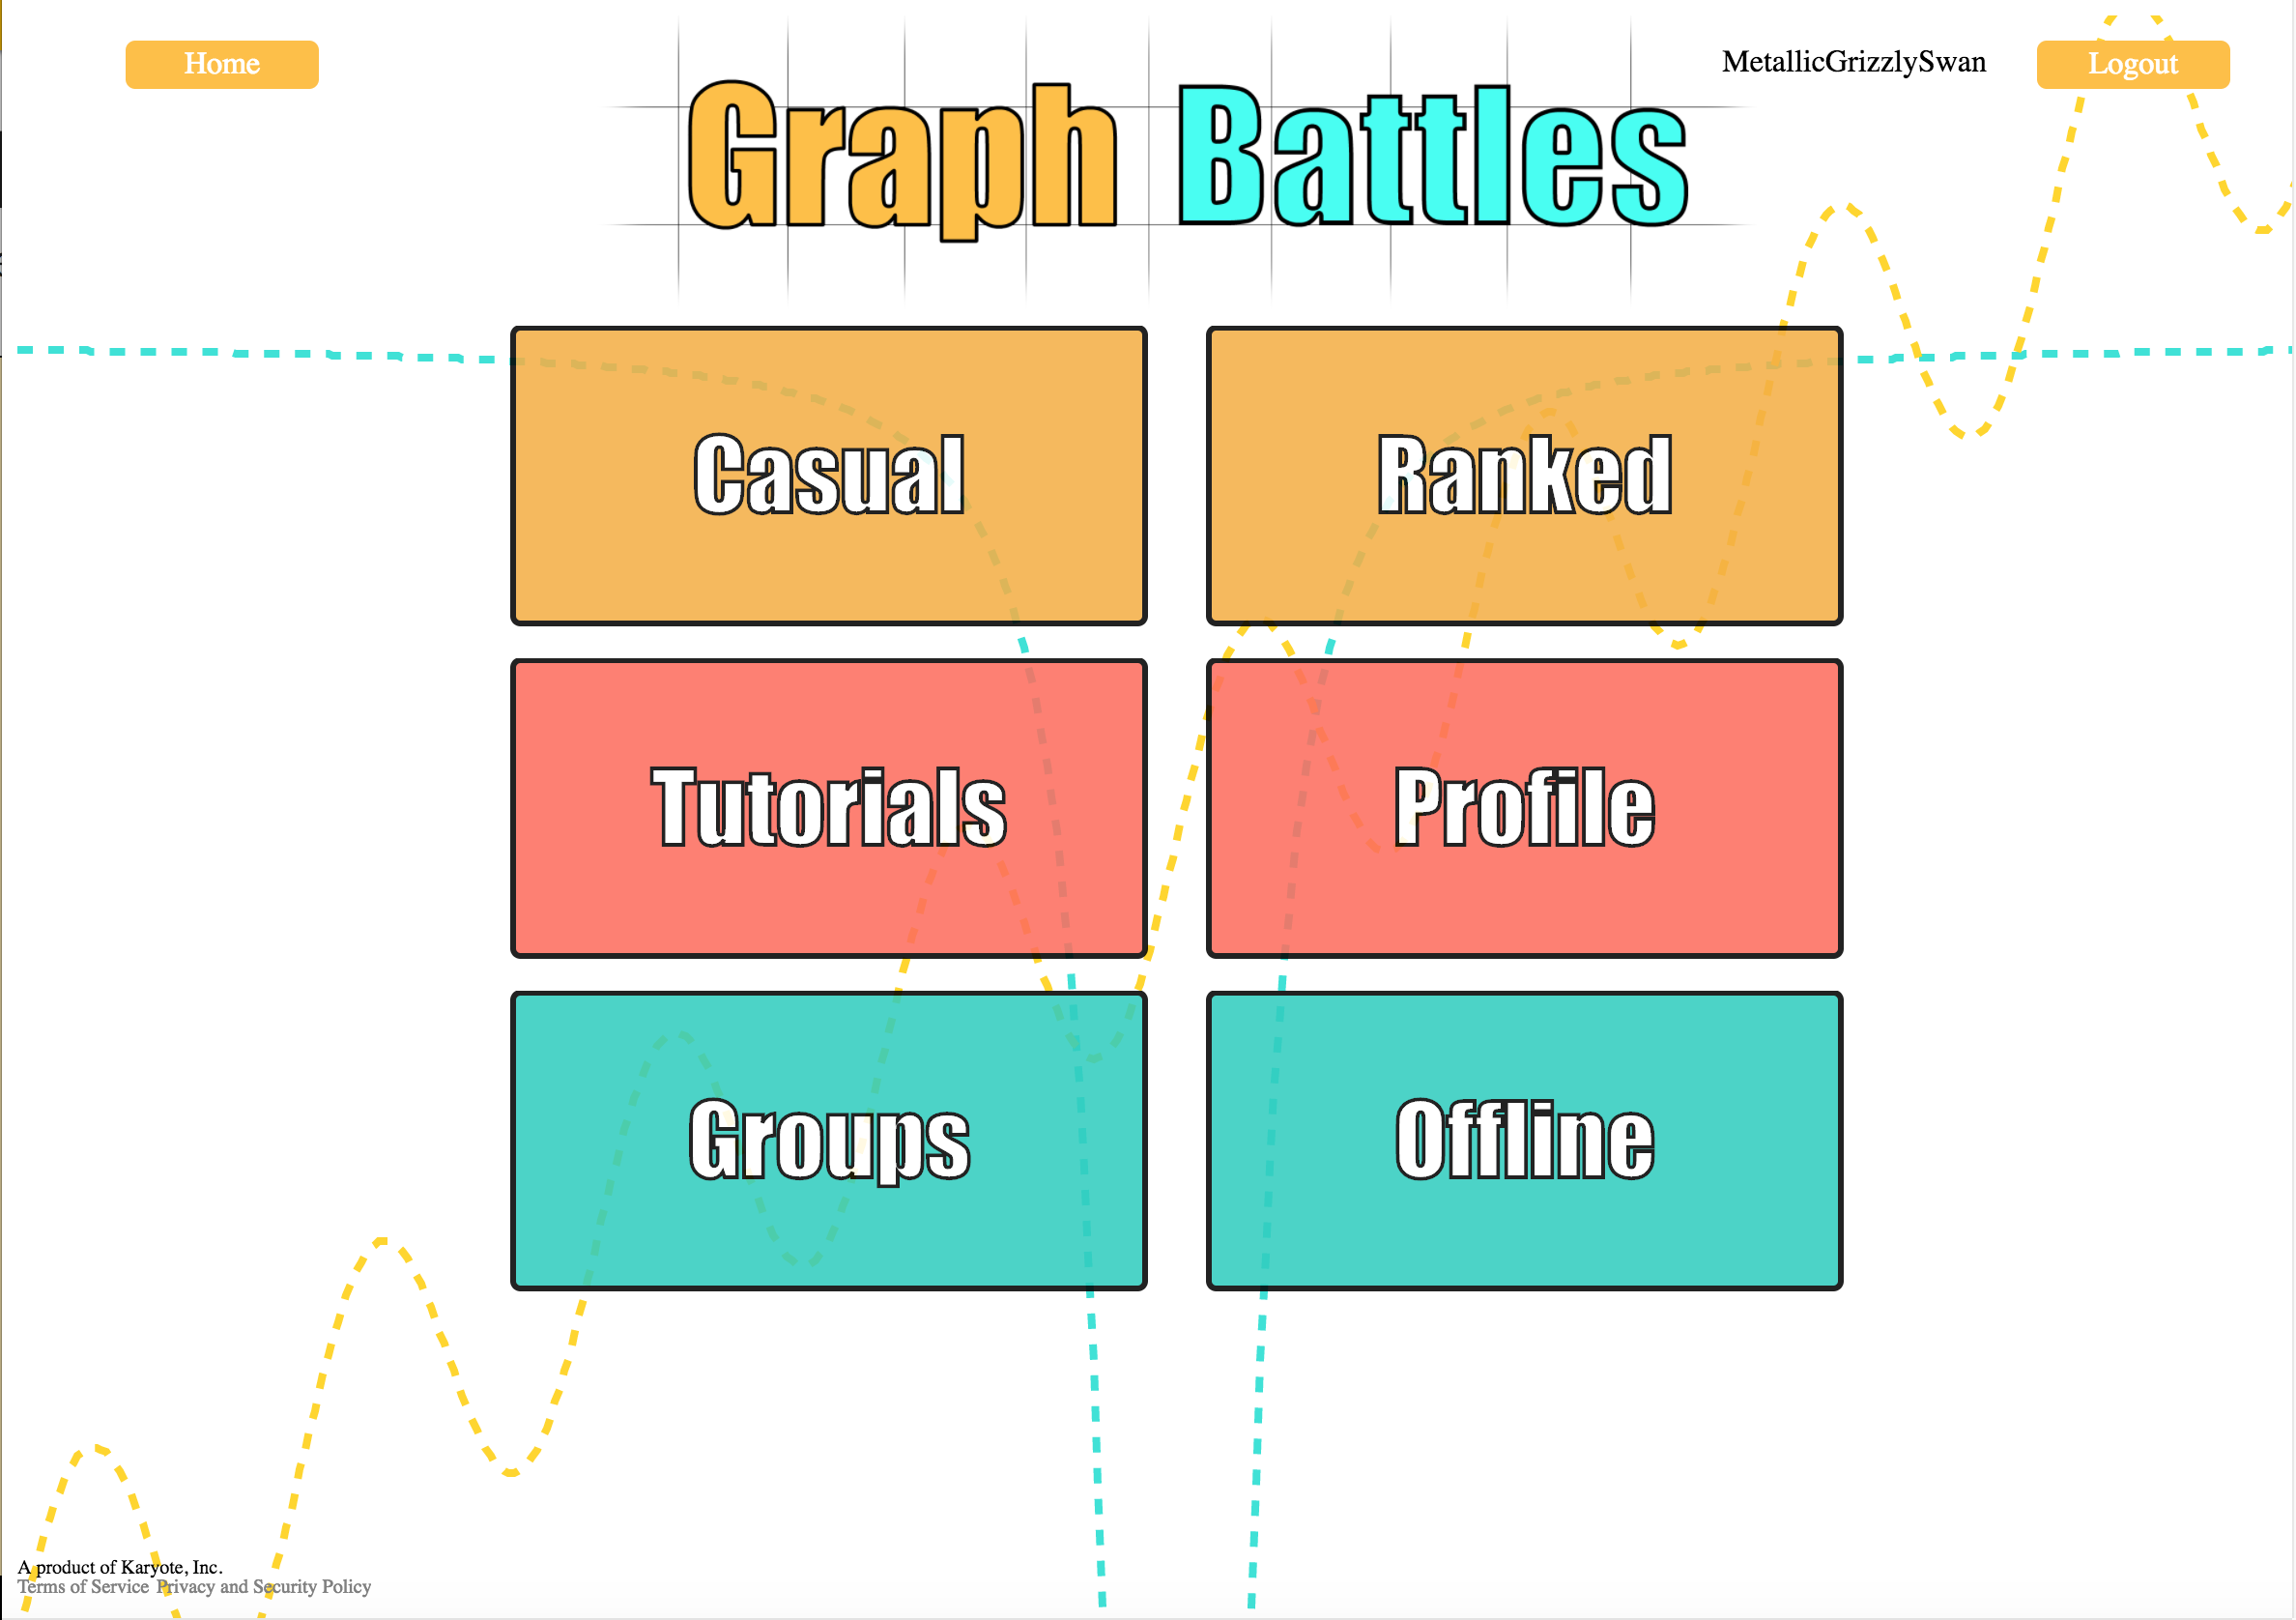 Home
MetallicGrizzlySwan
Logout
Graph Battles
Casual
Ranked
Tutorials
Profile
Groups
Offline
A product of Karyote, Inc.
Terms of Service Privacy and Security Policy